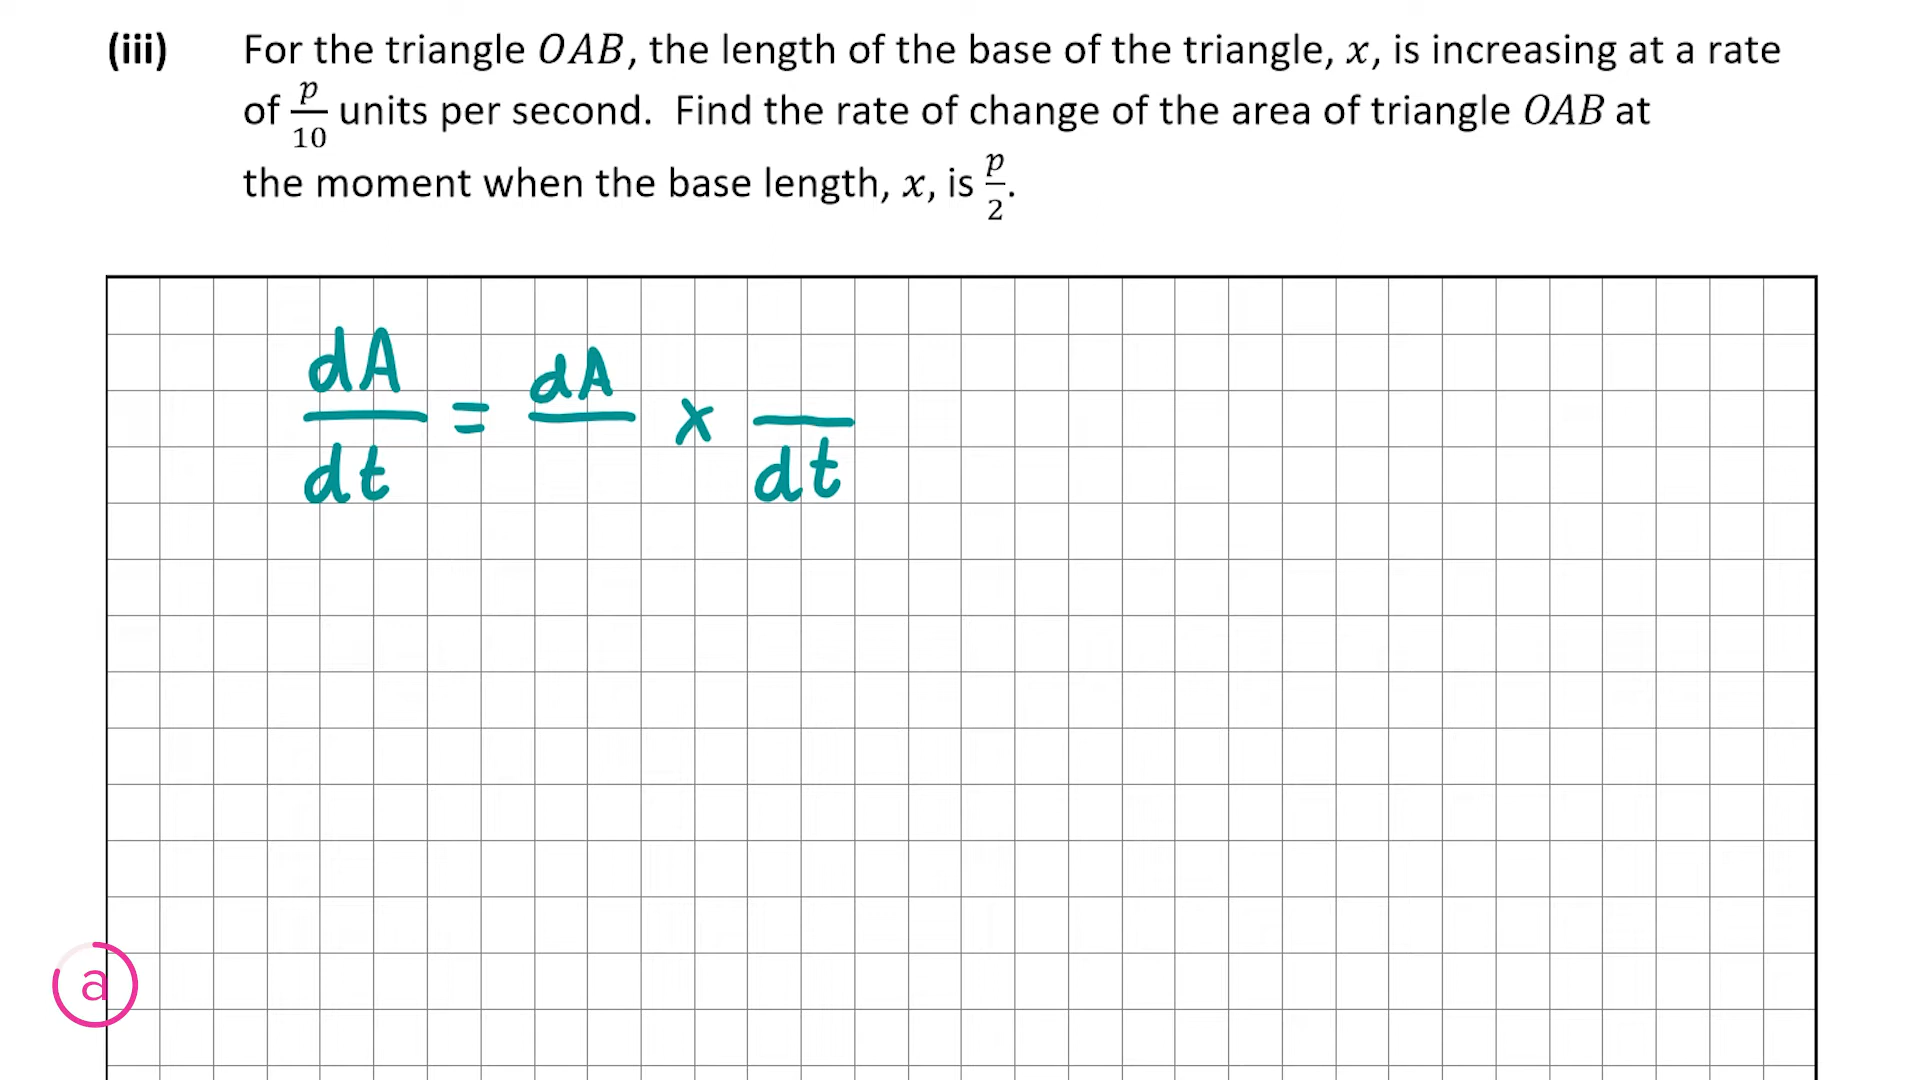 (iii) For the triangle OAB, the length of the base of the triangle, x, is increasing at a rate
of p/10 units per second. Find the rate of change of the area of triangle OAB at
the moment when the base length, x, is p/2.
dA/dt = dA/ × /dt
a